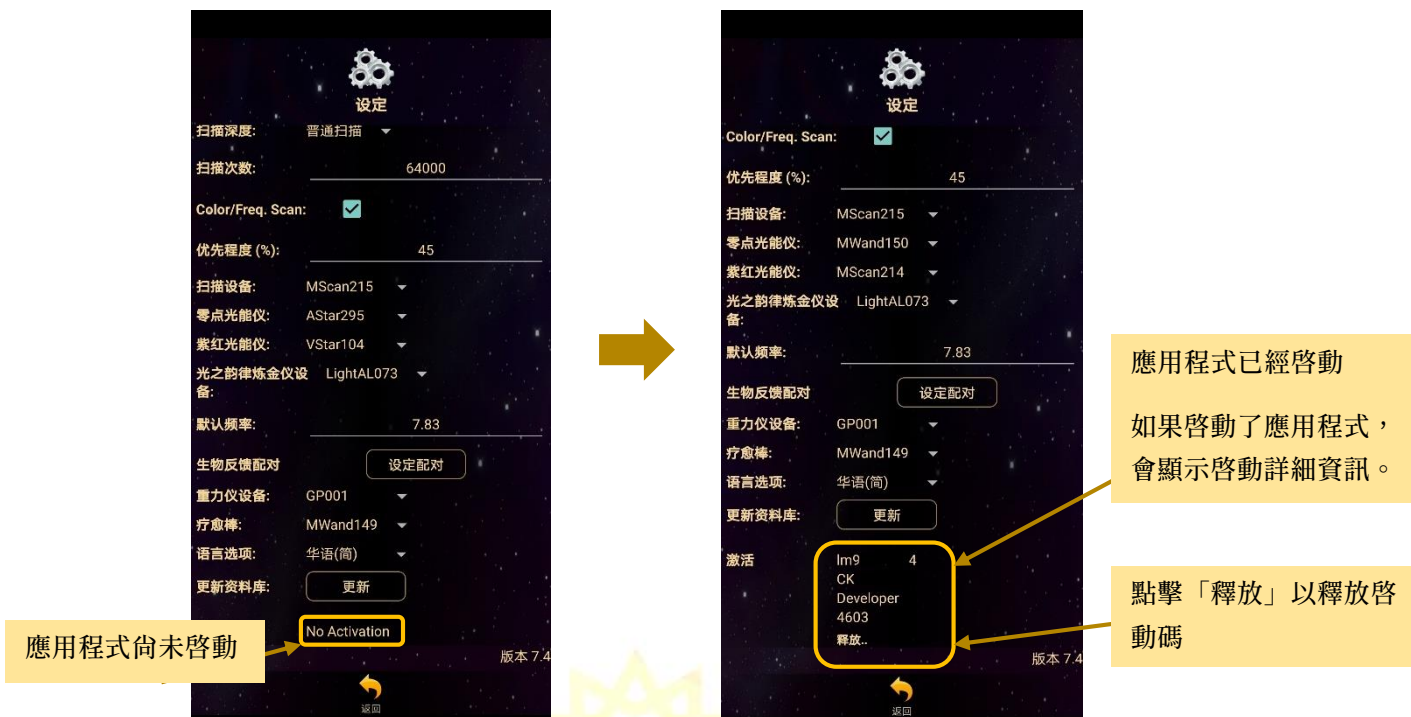 设定
扫描深度: 普通扫描
扫描次数: 64000
Color/Freq. Scan:
优先程度 (%): 45
扫描设备: MScan215
零点光能仪: AStar295
紫红光能仪: VStar104
光之韵律炼金仪设 LightAL073
备:
默认频率: 7.83
生物反馈配对 设定配对
重力仪设备: GP001
疗愈棒: MWand149
语言选项: 华语(简)
更新资料库: 更新
No Activation
版本 7.4
返回
應用程式尚未啓動
设定
Color/Freq. Scan:
优先程度 (%): 45
扫描设备: MScan215
零点光能仪: MWand150
紫红光能仪: MScan214
光之韵律炼金仪设 LightAL073
备:
默认频率: 7.83
生物反馈配对 设定配对
重力仪设备: GP001
疗愈棒: MWand149
语言选项: 华语(简)
更新资料库: 更新
激活 lm9 4
CK
Developer
4603
释放..
版本 7.4
返回
應用程式已經啓動
如果啓動了應用程式，
會顯示啓動詳細資訊。
點擊「釋放」以釋放啓
動碼